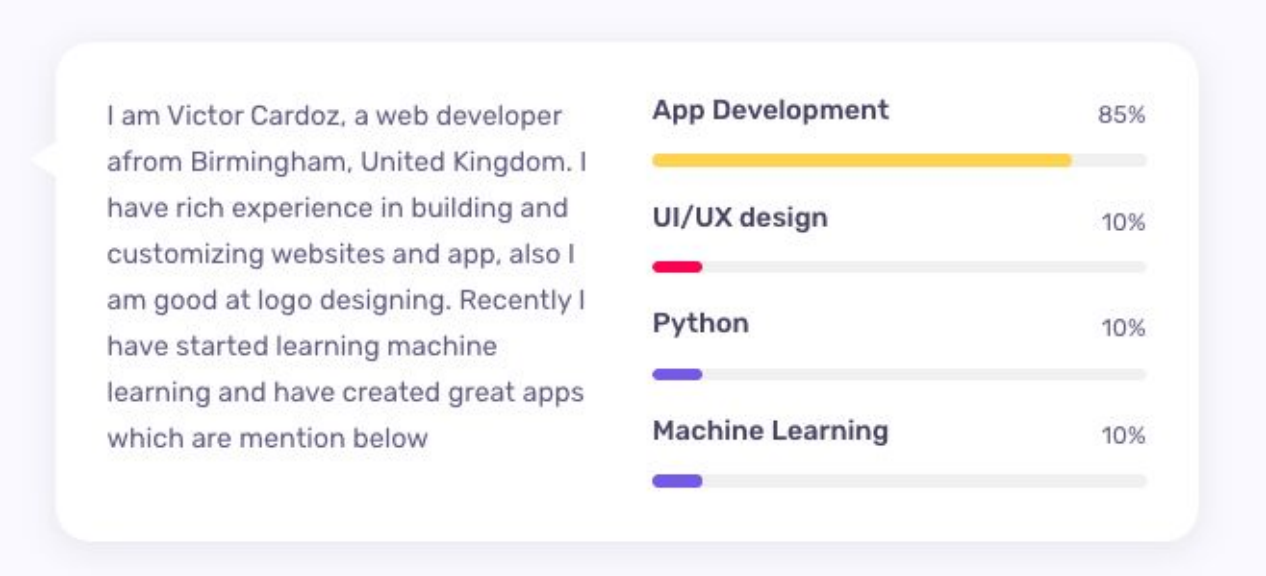 I am Victor Cardoz, a web developer
afrom Birmingham, United Kingdom. I
have rich experience in building and
customizing websites and app, also I
am good at logo designing. Recently I
have started learning machine
learning and have created great apps
which are mention below
App Development 85%
UI/UX design 10%
Python 10%
Machine Learning 10%